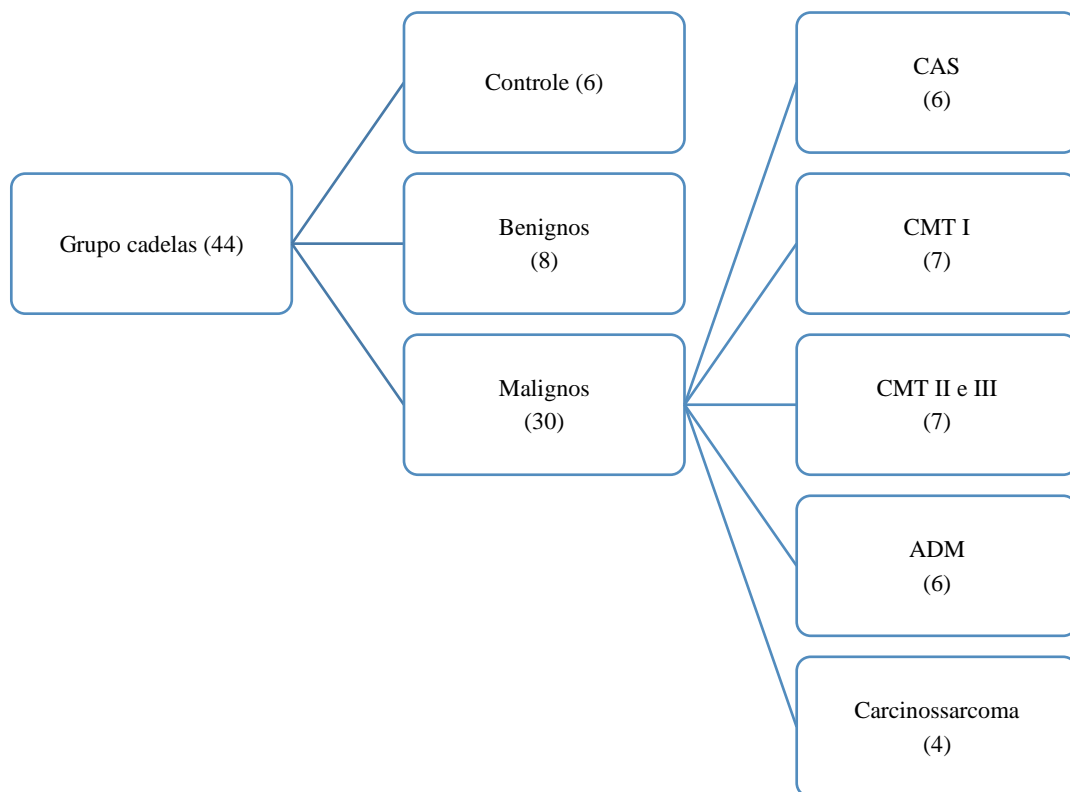 Grupo cadelas (44)
Controle (6)
Benignos
(8)
Malignos
(30)
CAS
(6)
CMT I
(7)
CMT II e III
(7)
ADM
(6)
Carcinossarcoma
(4)